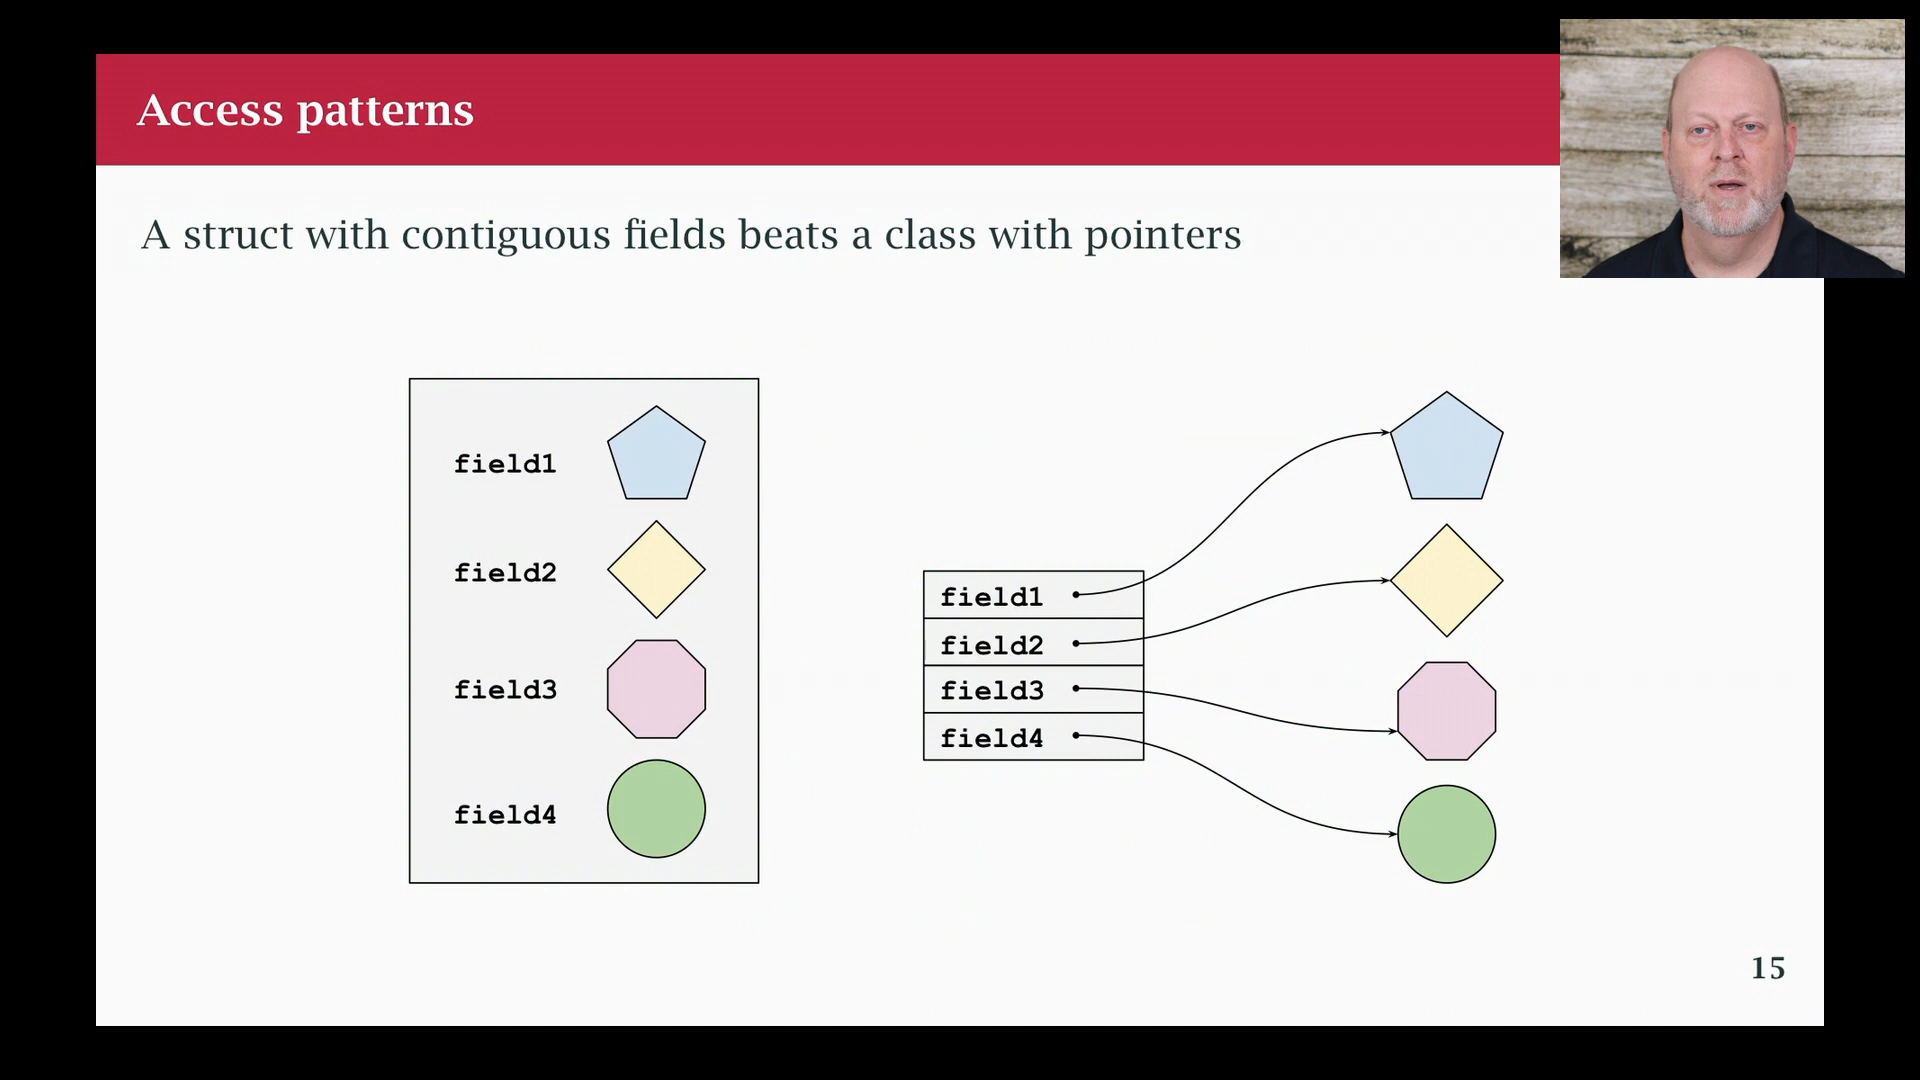 Access patterns
A struct with contiguous fields beats a class with pointers
field1
field2
field3
field4
field1
field2
field3
field4
15